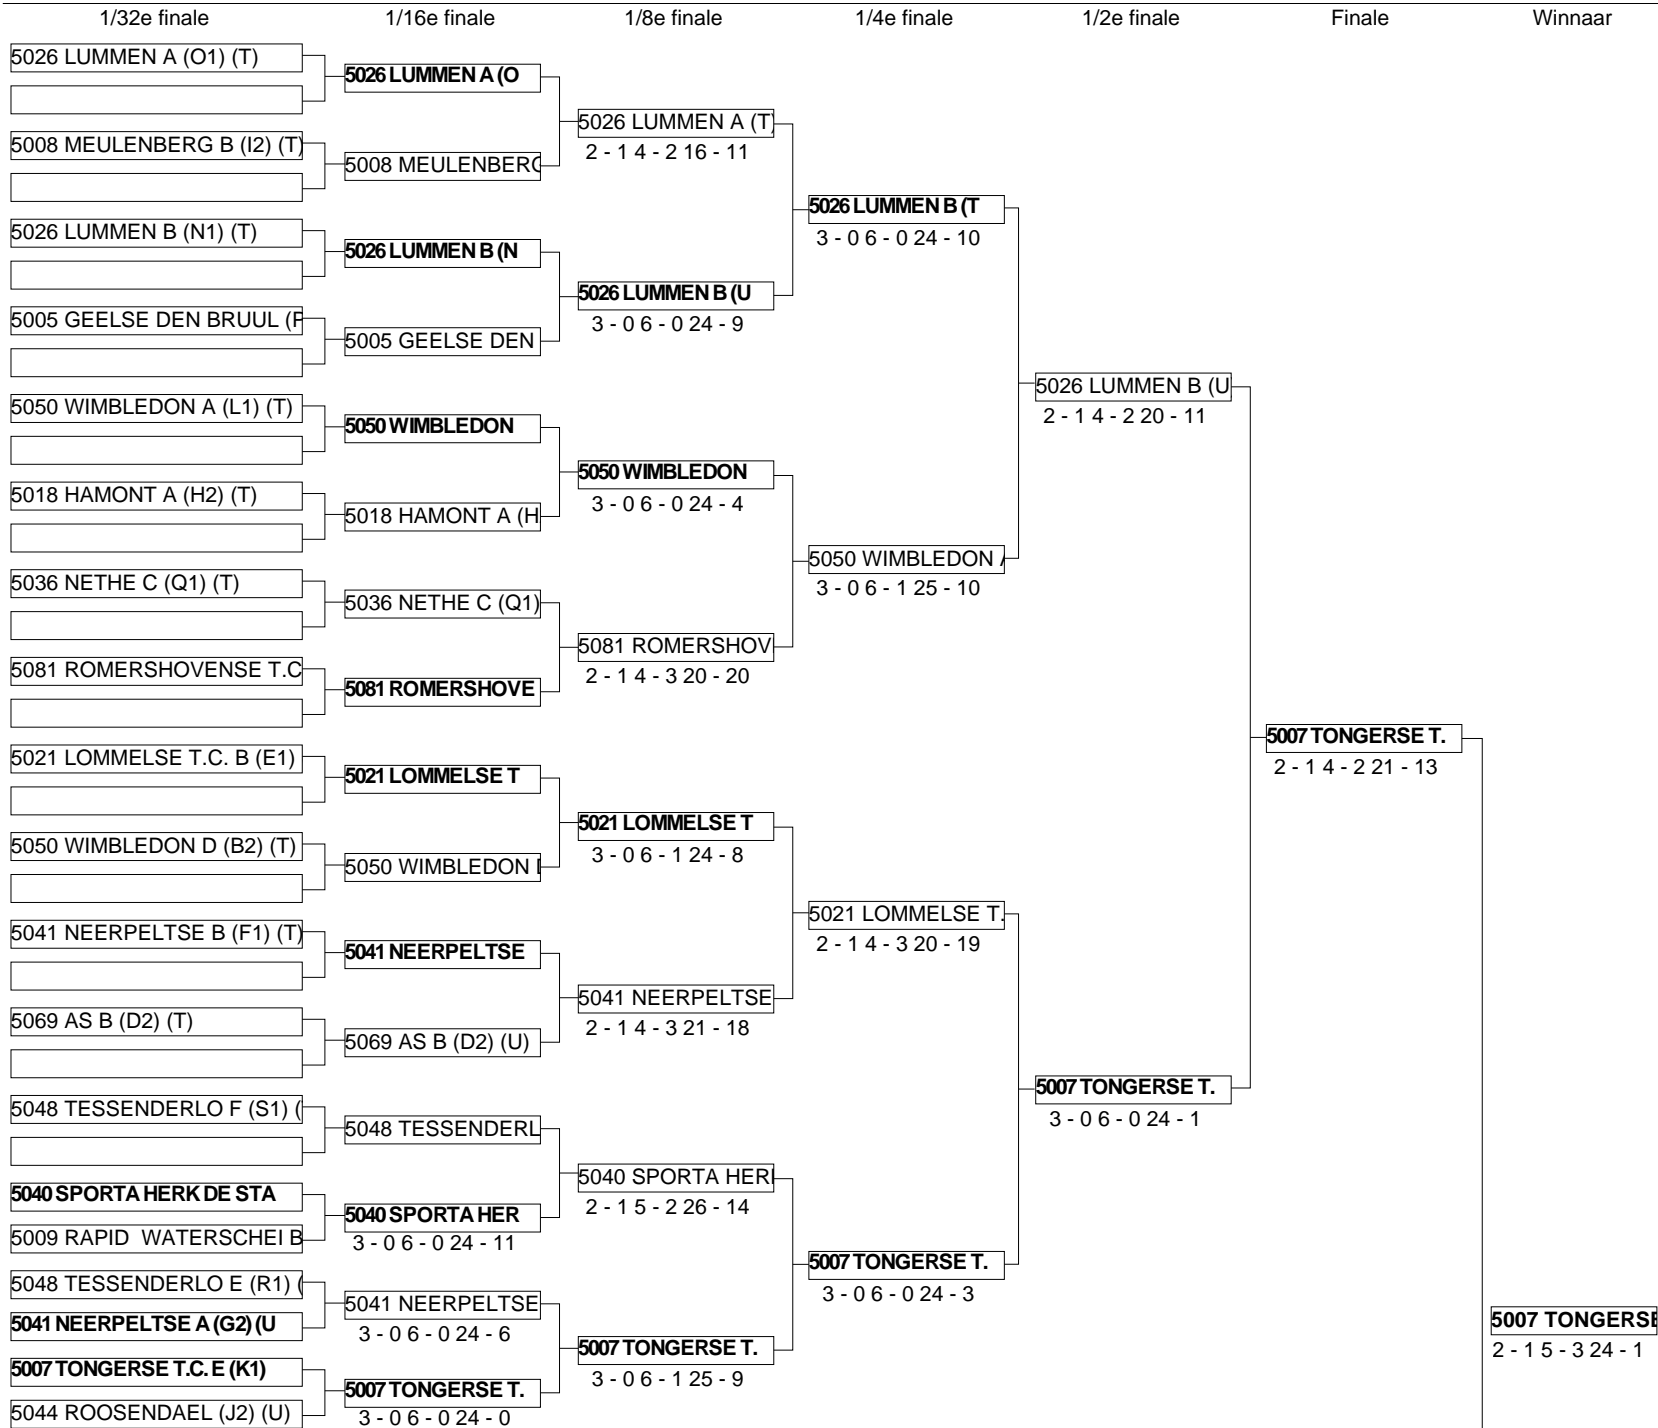 1/32e finale
1/16e finale
1/8e finale
1/4e finale
1/2e finale
Finale
Winnaar
5026 LUMMEN A (O1) (T)
5008 MEULENBERG B (I2) (T)
5026 LUMMEN B (N1) (T)
5005 GEELSE DEN BRUUL (P
5050 WIMBLEDON A (L1) (T)
5018 HAMONT A (H2) (T)
5036 NETHE C (Q1) (T)
5081 ROMERSHOVENSE T.C
5021 LOMMELSE T.C. B (E1)
5050 WIMBLEDON D (B2) (T)
5041 NEERPELTSE B (F1) (T)
5069 AS B (D2) (T)
5048 TESSENDERLO F (S1) (
5040 SPORTA HERK DE STA
5009 RAPID WATERSCHEI B
5048 TESSENDERLO E (R1) (
5041 NEERPELTSE A (G2) (U
5007 TONGERSE T.C. E (K1)
5044 ROOSENDAEL (J2) (U)
5026 LUMMEN A (O
5008 MEULENBERG
5026 LUMMEN B (N
5005 GEELSE DEN
5050 WIMBLEDON
5018 HAMONT A (H
5036 NETHE C (Q1)
5081 ROMERSHOVE
5021 LOMMELSE T
5050 WIMBLEDON D
5041 NEERPELTSE
5069 AS B (D2) (U)
5048 TESSENDERL
5040 SPORTA HER
3 - 0 6 - 0 24 - 11
5041 NEERPELTSE
3 - 0 6 - 0 24 - 6
5007 TONGERSE T.
3 - 0 6 - 0 24 - 0
5026 LUMMEN A (T)
2 - 1 4 - 2 16 - 11
5026 LUMMEN B (U
3 - 0 6 - 0 24 - 9
5050 WIMBLEDON
3 - 0 6 - 0 24 - 4
5081 ROMERSHOV
2 - 1 4 - 3 20 - 20
5021 LOMMELSE T
3 - 0 6 - 1 24 - 8
5041 NEERPELTSE
2 - 1 4 - 3 21 - 18
5040 SPORTA HERK
2 - 1 5 - 2 26 - 14
5007 TONGERSE T.
3 - 0 6 - 1 25 - 9
5026 LUMMEN B (T
3 - 0 6 - 0 24 - 10
5050 WIMBLEDON A
3 - 0 6 - 1 25 - 10
5021 LOMMELSE T.
2 - 1 4 - 3 20 - 19
5007 TONGERSE T.
3 - 0 6 - 0 24 - 3
5026 LUMMEN B (U
2 - 1 4 - 2 20 - 11
5007 TONGERSE T.
3 - 0 6 - 0 24 - 1
5007 TONGERSE T.
2 - 1 4 - 2 21 - 13
5007 TONGERSE
2 - 1 5 - 3 24 - 1